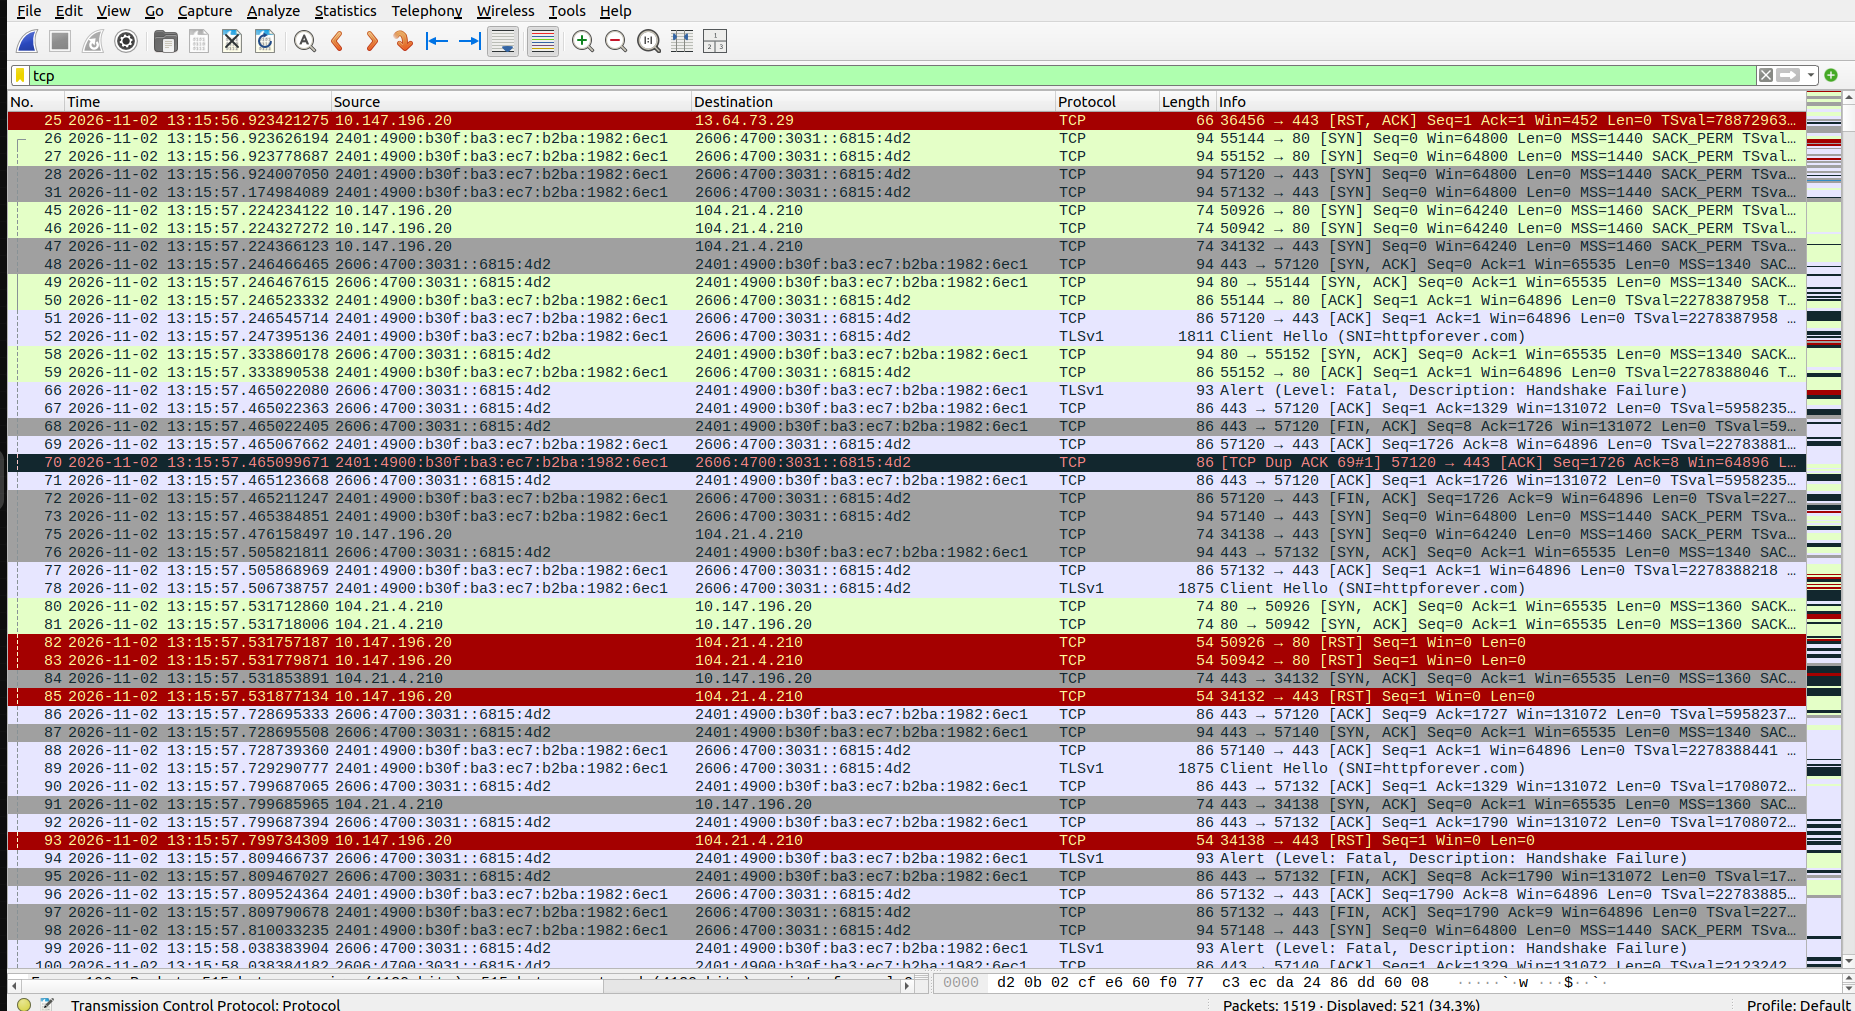 File Edit View Go Capture Analyze Statistics Telephony Wireless Tools Help
tcp
No. Time Source Destination Protocol Length Info
25 2026-11-02 13:15:56.923421275 10.147.196.20 13.64.73.29 TCP 66 36456 → 443 [RST, ACK] Seq=1 Ack=1 Win=452 Len=0 TSval=78872963…
26 2026-11-02 13:15:56.923626194 2401:4900:b30f:ba3:ec7:b2ba:1982:6ec1 2606:4700:3031::6815:4d2 TCP 94 55144 → 80 [SYN] Seq=0 Win=64800 Len=0 MSS=1440 SACK_PERM TSval…
27 2026-11-02 13:15:56.923778687 2401:4900:b30f:ba3:ec7:b2ba:1982:6ec1 2606:4700:3031::6815:4d2 TCP 94 55152 → 80 [SYN] Seq=0 Win=64800 Len=0 MSS=1440 SACK_PERM TSval…
28 2026-11-02 13:15:56.924007050 2401:4900:b30f:ba3:ec7:b2ba:1982:6ec1 2606:4700:3031::6815:4d2 TCP 94 57120 → 443 [SYN] Seq=0 Win=64800 Len=0 MSS=1440 SACK_PERM TSva…
31 2026-11-02 13:15:57.174984089 2401:4900:b30f:ba3:ec7:b2ba:1982:6ec1 2606:4700:3031::6815:4d2 TCP 94 57132 → 443 [SYN] Seq=0 Win=64800 Len=0 MSS=1440 SACK_PERM TSva…
45 2026-11-02 13:15:57.224234122 10.147.196.20 104.21.4.210 TCP 74 50926 → 80 [SYN] Seq=0 Win=64240 Len=0 MSS=1460 SACK_PERM TSval…
46 2026-11-02 13:15:57.224327272 10.147.196.20 104.21.4.210 TCP 74 50942 → 80 [SYN] Seq=0 Win=64240 Len=0 MSS=1460 SACK_PERM TSval…
47 2026-11-02 13:15:57.224366123 10.147.196.20 104.21.4.210 TCP 74 34132 → 443 [SYN] Seq=0 Win=64240 Len=0 MSS=1460 SACK_PERM TSva…
48 2026-11-02 13:15:57.246466465 2606:4700:3031::6815:4d2 2401:4900:b30f:ba3:ec7:b2ba:1982:6ec1 TCP 94 443 → 57120 [SYN, ACK] Seq=0 Ack=1 Win=65535 Len=0 MSS=1340 SAC…
49 2026-11-02 13:15:57.246467615 2606:4700:3031::6815:4d2 2401:4900:b30f:ba3:ec7:b2ba:1982:6ec1 TCP 94 80 → 55144 [SYN, ACK] Seq=0 Ack=1 Win=65535 Len=0 MSS=1340 SACK…
50 2026-11-02 13:15:57.246523332 2401:4900:b30f:ba3:ec7:b2ba:1982:6ec1 2606:4700:3031::6815:4d2 TCP 86 55144 → 80 [ACK] Seq=1 Ack=1 Win=64896 Len=0 TSval=2278387958 T…
51 2026-11-02 13:15:57.246545714 2401:4900:b30f:ba3:ec7:b2ba:1982:6ec1 2606:4700:3031::6815:4d2 TCP 86 57120 → 443 [ACK] Seq=1 Ack=1 Win=64896 Len=0 TSval=2278387958 …
52 2026-11-02 13:15:57.247395136 2401:4900:b30f:ba3:ec7:b2ba:1982:6ec1 2606:4700:3031::6815:4d2 TLSv1 1811 Client Hello (SNI=httpforever.com)
58 2026-11-02 13:15:57.333860178 2606:4700:3031::6815:4d2 2401:4900:b30f:ba3:ec7:b2ba:1982:6ec1 TCP 94 80 → 55152 [SYN, ACK] Seq=0 Ack=1 Win=65535 Len=0 MSS=1340 SACK…
59 2026-11-02 13:15:57.333890538 2401:4900:b30f:ba3:ec7:b2ba:1982:6ec1 2606:4700:3031::6815:4d2 TCP 86 55152 → 80 [ACK] Seq=1 Ack=1 Win=64896 Len=0 TSval=2278388046 T…
66 2026-11-02 13:15:57.465022080 2606:4700:3031::6815:4d2 2401:4900:b30f:ba3:ec7:b2ba:1982:6ec1 TLSv1 93 Alert (Level: Fatal, Description: Handshake Failure)
67 2026-11-02 13:15:57.465022363 2606:4700:3031::6815:4d2 2401:4900:b30f:ba3:ec7:b2ba:1982:6ec1 TCP 86 443 → 57120 [ACK] Seq=1 Ack=1329 Win=131072 Len=0 TSval=5958235…
68 2026-11-02 13:15:57.465022405 2606:4700:3031::6815:4d2 2401:4900:b30f:ba3:ec7:b2ba:1982:6ec1 TCP 86 443 → 57120 [FIN, ACK] Seq=8 Ack=1726 Win=131072 Len=0 TSval=59…
69 2026-11-02 13:15:57.465067662 2401:4900:b30f:ba3:ec7:b2ba:1982:6ec1 2606:4700:3031::6815:4d2 TCP 86 57120 → 443 [ACK] Seq=1726 Ack=8 Win=64896 Len=0 TSval=22783881…
70 2026-11-02 13:15:57.465099671 2401:4900:b30f:ba3:ec7:b2ba:1982:6ec1 2606:4700:3031::6815:4d2 TCP 86 [TCP Dup ACK 69#1] 57120 → 443 [ACK] Seq=1726 Ack=8 Win=64896 L…
71 2026-11-02 13:15:57.465123668 2606:4700:3031::6815:4d2 2401:4900:b30f:ba3:ec7:b2ba:1982:6ec1 TCP 86 443 → 57120 [ACK] Seq=1 Ack=1726 Win=131072 Len=0 TSval=5958235…
72 2026-11-02 13:15:57.465211247 2401:4900:b30f:ba3:ec7:b2ba:1982:6ec1 2606:4700:3031::6815:4d2 TCP 86 57120 → 443 [FIN, ACK] Seq=1726 Ack=9 Win=64896 Len=0 TSval=227…
73 2026-11-02 13:15:57.465384851 2401:4900:b30f:ba3:ec7:b2ba:1982:6ec1 2606:4700:3031::6815:4d2 TCP 94 57140 → 443 [SYN] Seq=0 Win=64800 Len=0 MSS=1440 SACK_PERM TSva…
75 2026-11-02 13:15:57.476158497 10.147.196.20 104.21.4.210 TCP 74 34138 → 443 [SYN] Seq=0 Win=64240 Len=0 MSS=1460 SACK_PERM TSva…
76 2026-11-02 13:15:57.505821811 2606:4700:3031::6815:4d2 2401:4900:b30f:ba3:ec7:b2ba:1982:6ec1 TCP 94 443 → 57132 [SYN, ACK] Seq=0 Ack=1 Win=65535 Len=0 MSS=1340 SAC…
77 2026-11-02 13:15:57.505868969 2401:4900:b30f:ba3:ec7:b2ba:1982:6ec1 2606:4700:3031::6815:4d2 TCP 86 57132 → 443 [ACK] Seq=1 Ack=1 Win=64896 Len=0 TSval=2278388218 …
78 2026-11-02 13:15:57.506738757 2401:4900:b30f:ba3:ec7:b2ba:1982:6ec1 2606:4700:3031::6815:4d2 TLSv1 1875 Client Hello (SNI=httpforever.com)
80 2026-11-02 13:15:57.531712860 104.21.4.210 10.147.196.20 TCP 74 80 → 50926 [SYN, ACK] Seq=0 Ack=1 Win=65535 Len=0 MSS=1360 SACK…
81 2026-11-02 13:15:57.531718006 104.21.4.210 10.147.196.20 TCP 74 80 → 50942 [SYN, ACK] Seq=0 Ack=1 Win=65535 Len=0 MSS=1360 SACK…
82 2026-11-02 13:15:57.531757187 10.147.196.20 104.21.4.210 TCP 54 50926 → 80 [RST] Seq=1 Win=0 Len=0
83 2026-11-02 13:15:57.531779871 10.147.196.20 104.21.4.210 TCP 54 50942 → 80 [RST] Seq=1 Win=0 Len=0
84 2026-11-02 13:15:57.531853891 104.21.4.210 10.147.196.20 TCP 74 443 → 34132 [SYN, ACK] Seq=0 Ack=1 Win=65535 Len=0 MSS=1360 SAC…
85 2026-11-02 13:15:57.531877134 10.147.196.20 104.21.4.210 TCP 54 34132 → 443 [RST] Seq=1 Win=0 Len=0
86 2026-11-02 13:15:57.728695333 2606:4700:3031::6815:4d2 2401:4900:b30f:ba3:ec7:b2ba:1982:6ec1 TCP 86 443 → 57120 [ACK] Seq=9 Ack=1727 Win=131072 Len=0 TSval=5958237…
87 2026-11-02 13:15:57.728695508 2606:4700:3031::6815:4d2 2401:4900:b30f:ba3:ec7:b2ba:1982:6ec1 TCP 94 443 → 57140 [SYN, ACK] Seq=0 Ack=1 Win=65535 Len=0 MSS=1340 SAC…
88 2026-11-02 13:15:57.728739360 2401:4900:b30f:ba3:ec7:b2ba:1982:6ec1 2606:4700:3031::6815:4d2 TCP 86 57140 → 443 [ACK] Seq=1 Ack=1 Win=64896 Len=0 TSval=2278388441 …
89 2026-11-02 13:15:57.729290777 2401:4900:b30f:ba3:ec7:b2ba:1982:6ec1 2606:4700:3031::6815:4d2 TLSv1 1875 Client Hello (SNI=httpforever.com)
90 2026-11-02 13:15:57.799687065 2606:4700:3031::6815:4d2 2401:4900:b30f:ba3:ec7:b2ba:1982:6ec1 TCP 86 443 → 57132 [ACK] Seq=1 Ack=1329 Win=131072 Len=0 TSval=1708072…
91 2026-11-02 13:15:57.799685965 104.21.4.210 10.147.196.20 TCP 74 443 → 34138 [SYN, ACK] Seq=0 Ack=1 Win=65535 Len=0 MSS=1360 SAC…
92 2026-11-02 13:15:57.799687394 2606:4700:3031::6815:4d2 2401:4900:b30f:ba3:ec7:b2ba:1982:6ec1 TCP 86 443 → 57132 [ACK] Seq=1 Ack=1790 Win=131072 Len=0 TSval=1708072…
93 2026-11-02 13:15:57.799734309 10.147.196.20 104.21.4.210 TCP 54 34138 → 443 [RST] Seq=1 Win=0 Len=0
94 2026-11-02 13:15:57.809466737 2606:4700:3031::6815:4d2 2401:4900:b30f:ba3:ec7:b2ba:1982:6ec1 TLSv1 93 Alert (Level: Fatal, Description: Handshake Failure)
95 2026-11-02 13:15:57.809467027 2606:4700:3031::6815:4d2 2401:4900:b30f:ba3:ec7:b2ba:1982:6ec1 TCP 86 443 → 57132 [FIN, ACK] Seq=8 Ack=1790 Win=131072 Len=0 TSval=17…
96 2026-11-02 13:15:57.809524364 2401:4900:b30f:ba3:ec7:b2ba:1982:6ec1 2606:4700:3031::6815:4d2 TCP 86 57132 → 443 [ACK] Seq=1790 Ack=8 Win=64896 Len=0 TSval=22783885…
97 2026-11-02 13:15:57.809790678 2401:4900:b30f:ba3:ec7:b2ba:1982:6ec1 2606:4700:3031::6815:4d2 TCP 86 57132 → 443 [FIN, ACK] Seq=1790 Ack=9 Win=64896 Len=0 TSval=227…
98 2026-11-02 13:15:57.810033235 2401:4900:b30f:ba3:ec7:b2ba:1982:6ec1 2606:4700:3031::6815:4d2 TCP 94 57148 → 443 [SYN] Seq=0 Win=64800 Len=0 MSS=1440 SACK_PERM TSva…
99 2026-11-02 13:15:58.038383904 2606:4700:3031::6815:4d2 2401:4900:b30f:ba3:ec7:b2ba:1982:6ec1 TLSv1 93 Alert (Level: Fatal, Description: Handshake Failure)
100 2026-11-02 13:15:58.038384182 2606:4700:3031::6815:4d2 2401:4900:b30f:ba3:ec7:b2ba:1982:6ec1 TCP 86 443 → 57140 [ACK] Seq=1 Ack=1329 Win=131072 Len=0 TSval=2123242…
0000 d2 0b 02 cf e6 60 f0 77 c3 ec da 24 86 dd 60 08 ·····`·w ···$··`·
Transmission Control Protocol: Protocol Packets: 1519 · Displayed: 521 (34.3%) Profile: Default